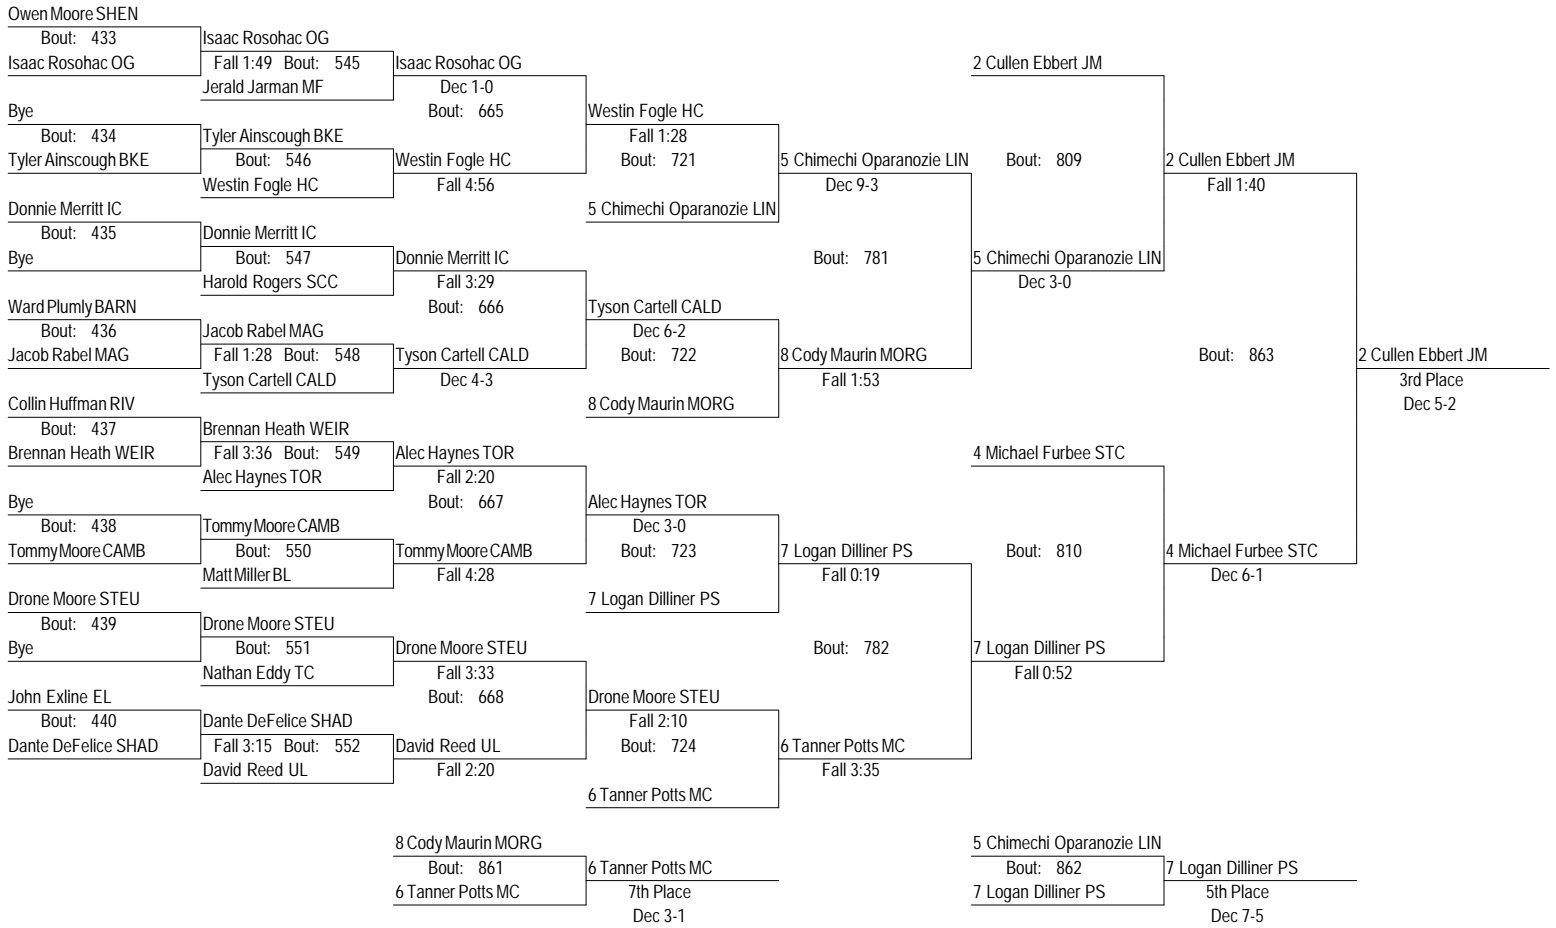 Owen Moore SHEN
Bout: 433
Isaac Rosohac OG
Bye
Bout: 434
Tyler Ainscough BKE
Donnie Merritt IC
Bout: 435
Bye
Ward Plumly BARN
Bout: 436
Jacob Rabel MAG
Collin Huffman RIV
Bout: 437
Brennan Heath WEIR
Bye
Bout: 438
Tommy Moore CAMB
Drone Moore STEU
Bout: 439
Bye
John Exline EL
Bout: 440
Dante DeFelice SHAD
Isaac Rosohac OG
Fall 1:49 Bout: 545
Jerald Jarman MF
Tyler Ainscough BKE
Bout: 546
Westin Fogle HC
Donnie Merritt IC
Bout: 547
Harold Rogers SCC
Jacob Rabel MAG
Fall 1:28 Bout: 548
Tyson Cartell CALD
Brennan Heath WEIR
Fall 3:36 Bout: 549
Alec Haynes TOR
Tommy Moore CAMB
Bout: 550
Matt Miller BL
Drone Moore STEU
Bout: 551
Nathan Eddy TC
Dante DeFelice SHAD
Fall 3:15 Bout: 552
David Reed UL
Isaac Rosohac OG
Dec 1-0
Bout: 665
Westin Fogle HC
Fall 4:56
Donnie Merritt IC
Fall 3:29
Bout: 666
Tyson Cartell CALD
Dec 4-3
Alec Haynes TOR
Fall 2:20
Bout: 667
Tommy Moore CAMB
Fall 4:28
Drone Moore STEU
Fall 3:33
Bout: 668
David Reed UL
Fall 2:20
Westin Fogle HC
Fall 1:28
Bout: 721
5 Chimechi Oparanozie LIN
Tyson Cartell CALD
Dec 6-2
Bout: 722
8 Cody Maurin MORG
Alec Haynes TOR
Dec 3-0
Bout: 723
7 Logan Dilliner PS
Drone Moore STEU
Fall 2:10
Bout: 724
6 Tanner Potts MC
5 Chimechi Oparanozie LIN
Dec 9-3
Bout: 781
8 Cody Maurin MORG
Fall 1:53
7 Logan Dilliner PS
Fall 0:19
Bout: 782
6 Tanner Potts MC
Fall 3:35
2 Cullen Ebbert JM
Bout: 809
5 Chimechi Oparanozie LIN
Dec 3-0
4 Michael Furbee STC
Bout: 810
7 Logan Dilliner PS
Fall 0:52
2 Cullen Ebbert JM
Fall 1:40
Bout: 863
4 Michael Furbee STC
Dec 6-1
2 Cullen Ebbert JM
3rd Place
Dec 5-2
8 Cody Maurin MORG
Bout: 861
6 Tanner Potts MC
6 Tanner Potts MC
7th Place
Dec 3-1
5 Chimechi Oparanozie LIN
Bout: 862
7 Logan Dilliner PS
7 Logan Dilliner PS
5th Place
Dec 7-5